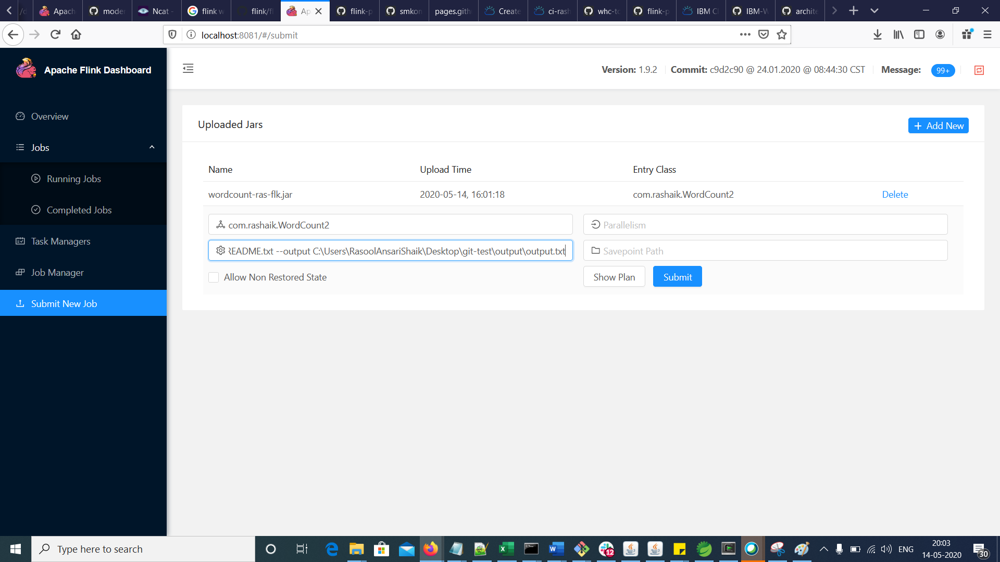 Apach
moder
Ncat -
flink w
flink/fl
Ap
flink-p
smkon
pages.gith
Create
ci-rash
whc-to
flink-p
IBM Cl
IBM-W
archite
localhost:8081/#/submit
Apache Flink Dashboard
Version: 1.9.2
Commit: c9d2c90 @ 24.01.2020 @ 08:44:30 CST
Message:
99+
Overview
Jobs
Running Jobs
Completed Jobs
Task Managers
Job Manager
Submit New Job
Uploaded Jars
+ Add New
Name
Upload Time
Entry Class
wordcount-ras-flk.jar
2020-05-14, 16:01:18
com.rashaik.WordCount2
Delete
com.rashaik.WordCount2
Parallelism
README.txt --output C:\Users\RasoolAnsariShaik\Desktop\git-test\output\output.txt
Savepoint Path
Allow Non Restored State
Show Plan
Submit
Type here to search
12
ENG
20:03
14-05-2020
30